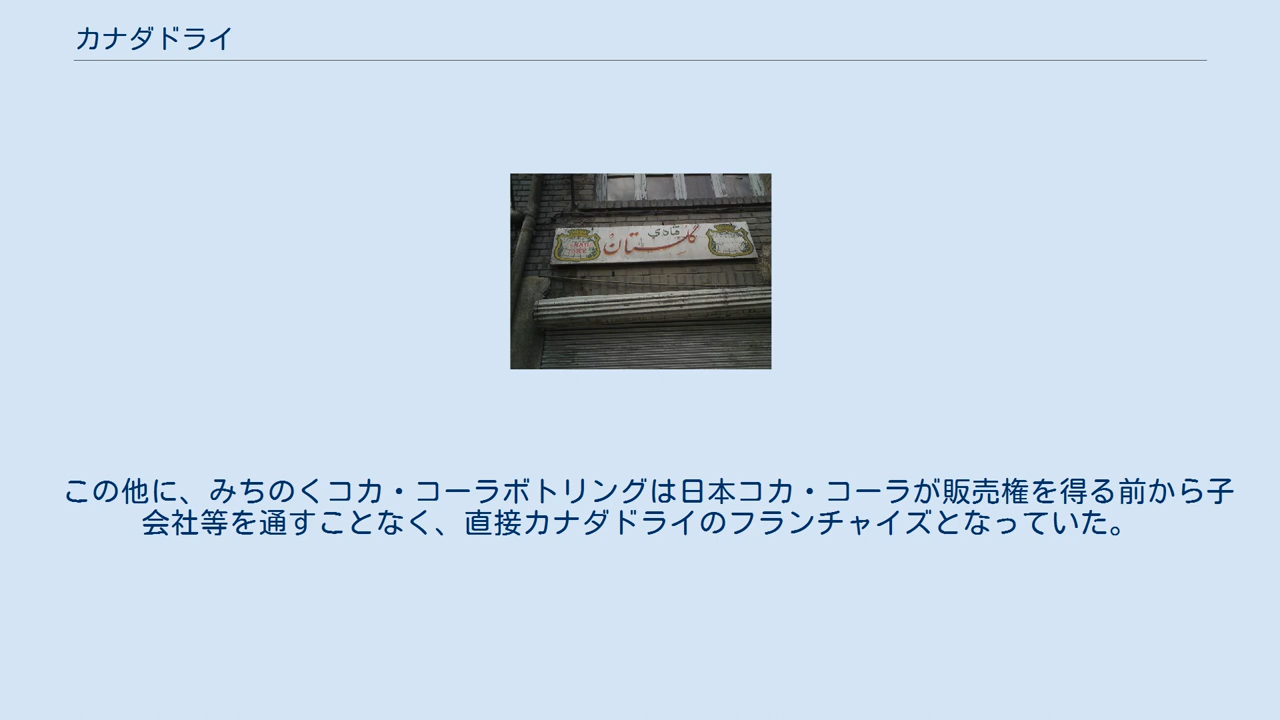 カナダドライ
گلستان
この他に、みちのくコカ・コーラボトリングは日本コカ・コーラが販売権を得る前から子
会社等を通すことなく、直接カナダドライのフランチャイズとなっていた。